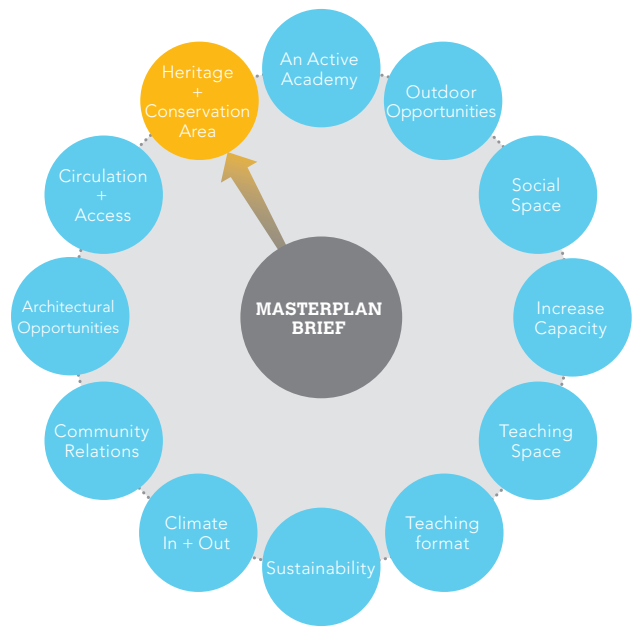 An Active
Academy
Outdoor
Opportunities
Social
Space
Increase
Capacity
Teaching
Space
Teaching
format
Sustainability
Climate
In + Out
Community
Relations
Architectural
Opportunities
Circulation
+
Access
Heritage
+
Conservation
Area
MASTERPLAN
BRIEF